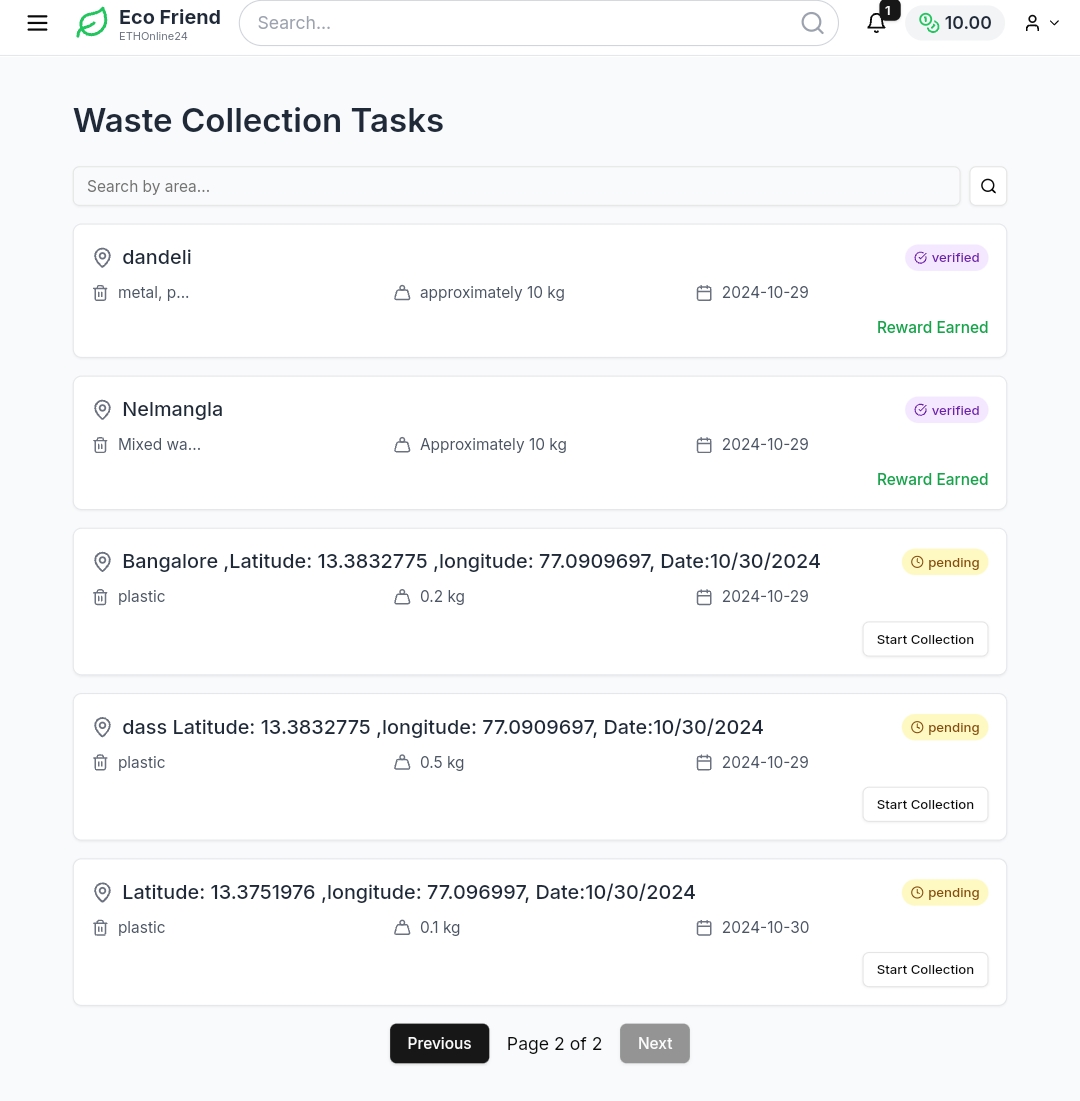 Eco Friend
ETHOnline24
Search...
1
10.00
Waste Collection Tasks
Search by area...
dandeli
verified
metal, p...
approximately 10 kg
2024-10-29
Reward Earned
Nelmangla
verified
Mixed wa...
Approximately 10 kg
2024-10-29
Reward Earned
Bangalore ,Latitude: 13.3832775 ,longitude: 77.0909697, Date:10/30/2024
pending
plastic
0.2 kg
2024-10-29
Start Collection
dass Latitude: 13.3832775 ,longitude: 77.0909697, Date:10/30/2024
pending
plastic
0.5 kg
2024-10-29
Start Collection
Latitude: 13.3751976 ,longitude: 77.096997, Date:10/30/2024
pending
plastic
0.1 kg
2024-10-30
Start Collection
Previous
Page 2 of 2
Next